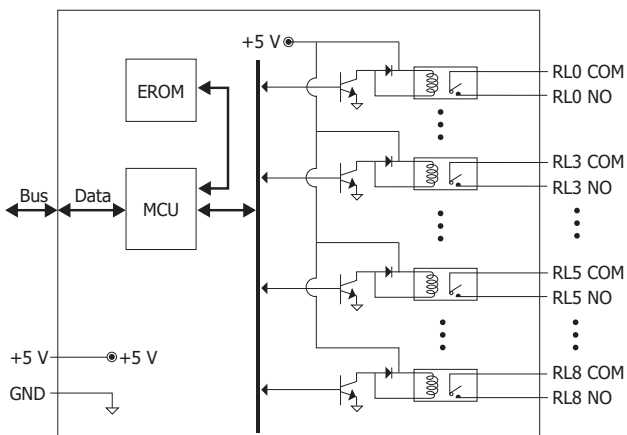 +5 V
RL0 COM
EROM
RL0 NO
RL3 COM
Bus
Data
MCU
RL3 NO
RL5 COM
RL5 NO
+5 V
+5 V
RL8 COM
GND
RL8 NO